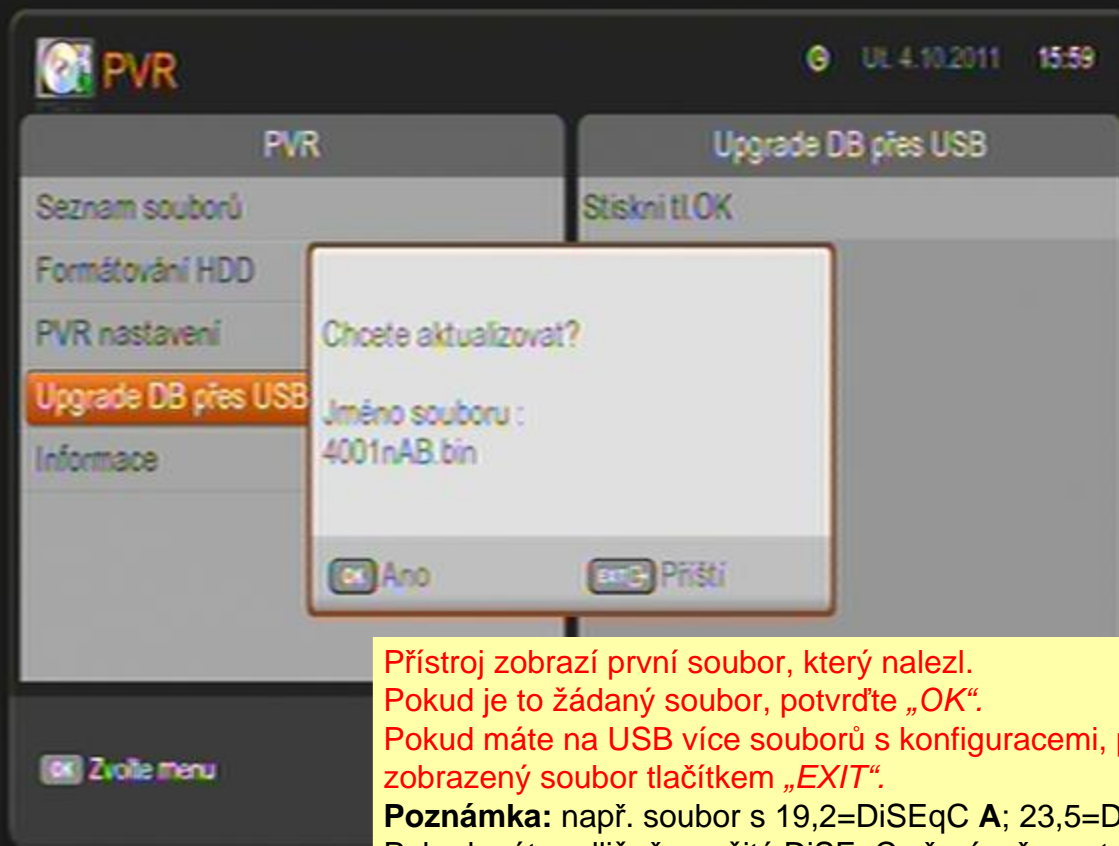 PVR
G Ut. 4.10.2011 15:59
PVR
Upgrade DB přes USB
Seznam souborů
Stiskni tl.OK
Formátování HDD
PVR nastavení
Upgrade DB přes USB
Informace
Chcete aktualizovat?
Jméno souboru :
4001nAB.bin
OK Ano
EXIT Příští
OK Zvolte menu
Přístroj zobrazí první soubor, který nalezl.
Pokud je to žádaný soubor, potvrďte „OK“.
Pokud máte na USB více souborů s konfiguracemi, p
zobrazený soubor tlačítkem „EXIT“.
Poznámka: např. soubor s 19,2=DiSEqC A; 23,5=D